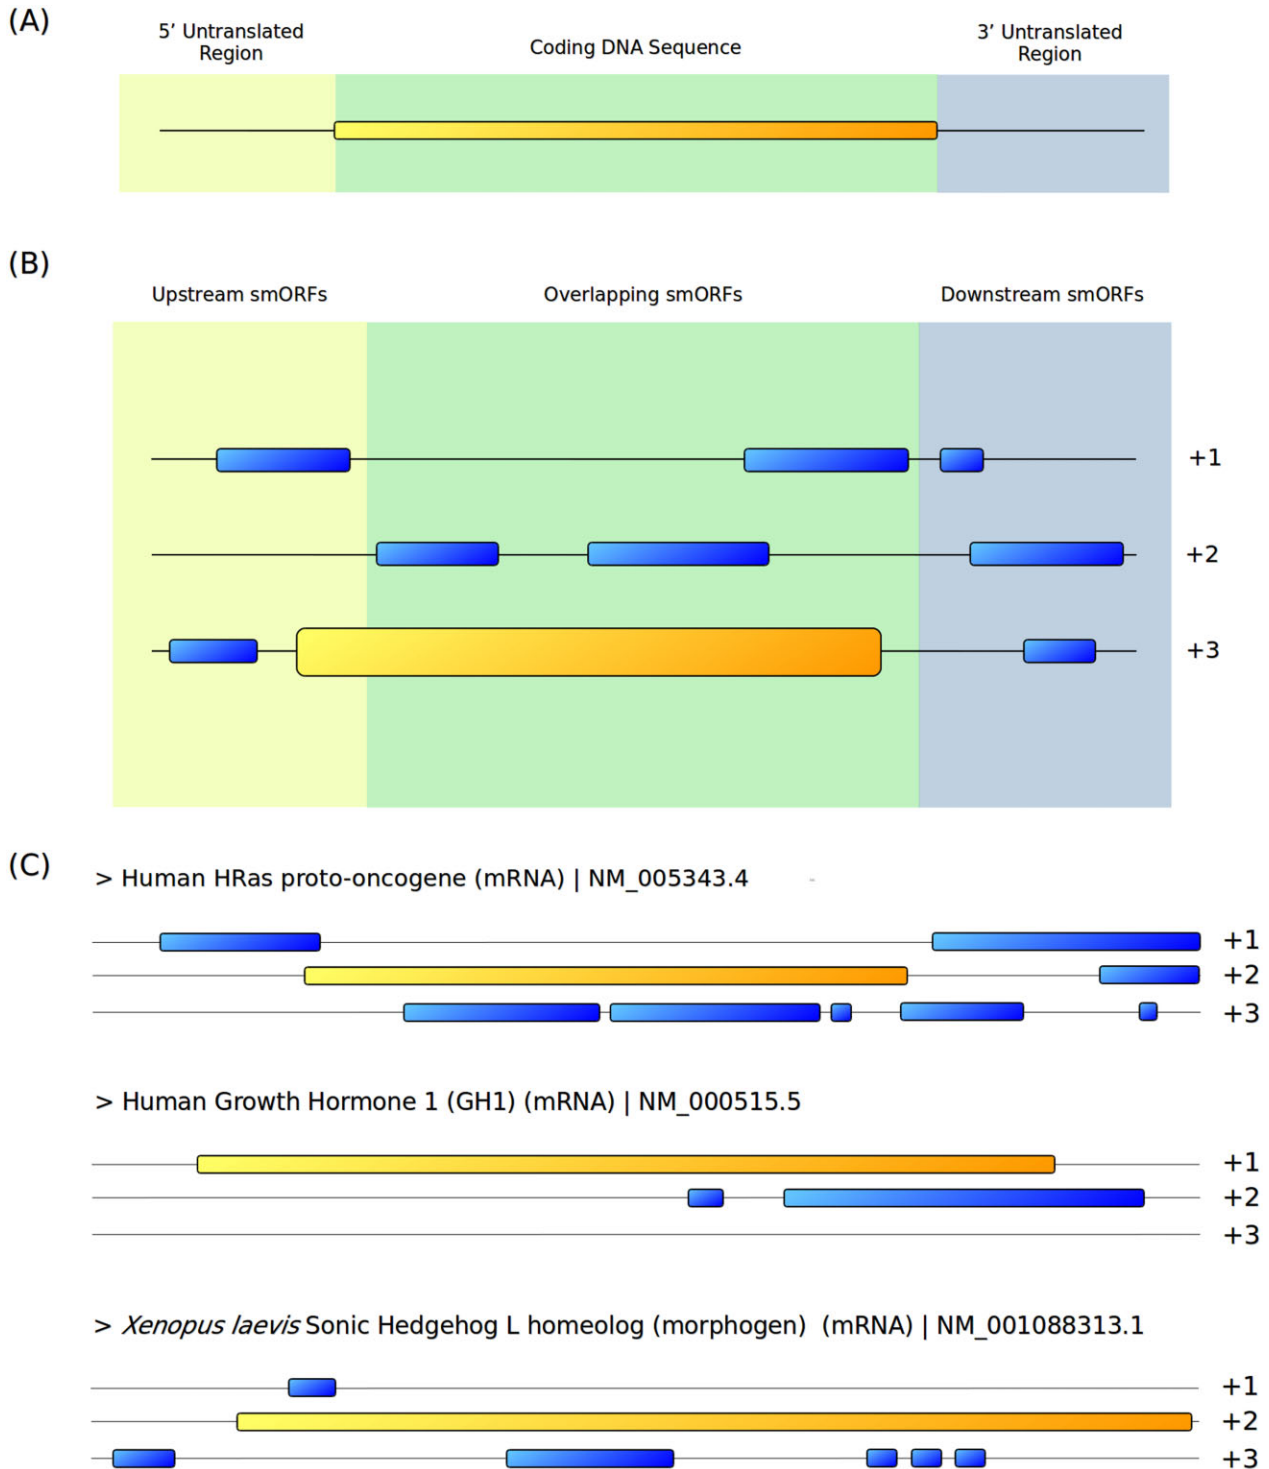 (A)
5’ Untranslated
Region
Coding DNA Sequence
3’ Untranslated
Region
(B)
Upstream smORFs
Overlapping smORFs
Downstream smORFs
+1
+2
+3
(C)
> Human HRas proto-oncogene (mRNA) | NM_005343.4
+1
+2
+3
> Human Growth Hormone 1 (GH1) (mRNA) | NM_000515.5
+1
+2
+3
> Xenopus laevis Sonic Hedgehog L homeolog (morphogen) (mRNA) | NM_001088313.1
+1
+2
+3